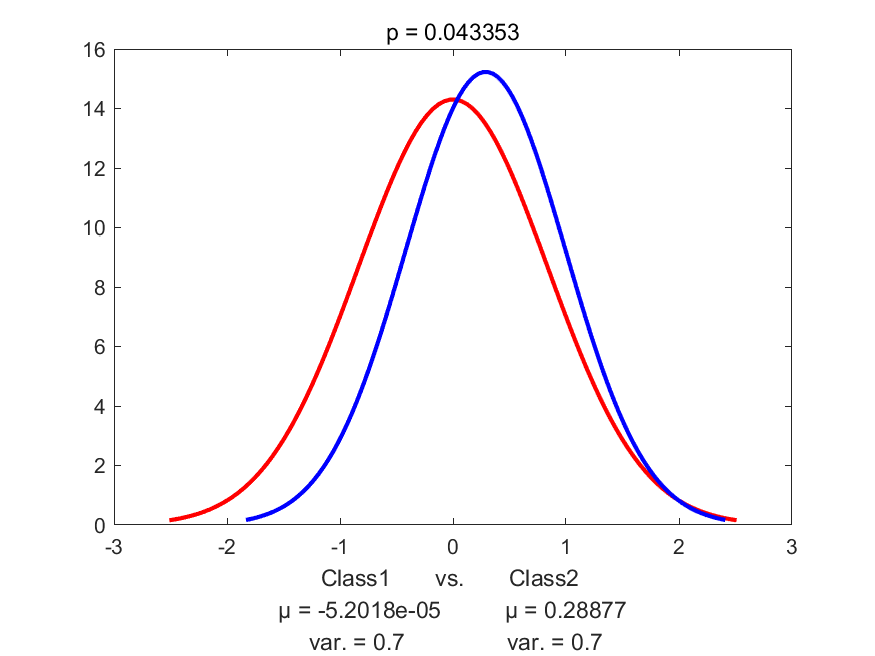 p = 0.043353
16
14
12
10
8
6
4
2
0
-3 -2 -1 0 1 2 3
Class1 vs. Class2
μ = -5.2018e-05 μ = 0.28877
var. = 0.7 var. = 0.7